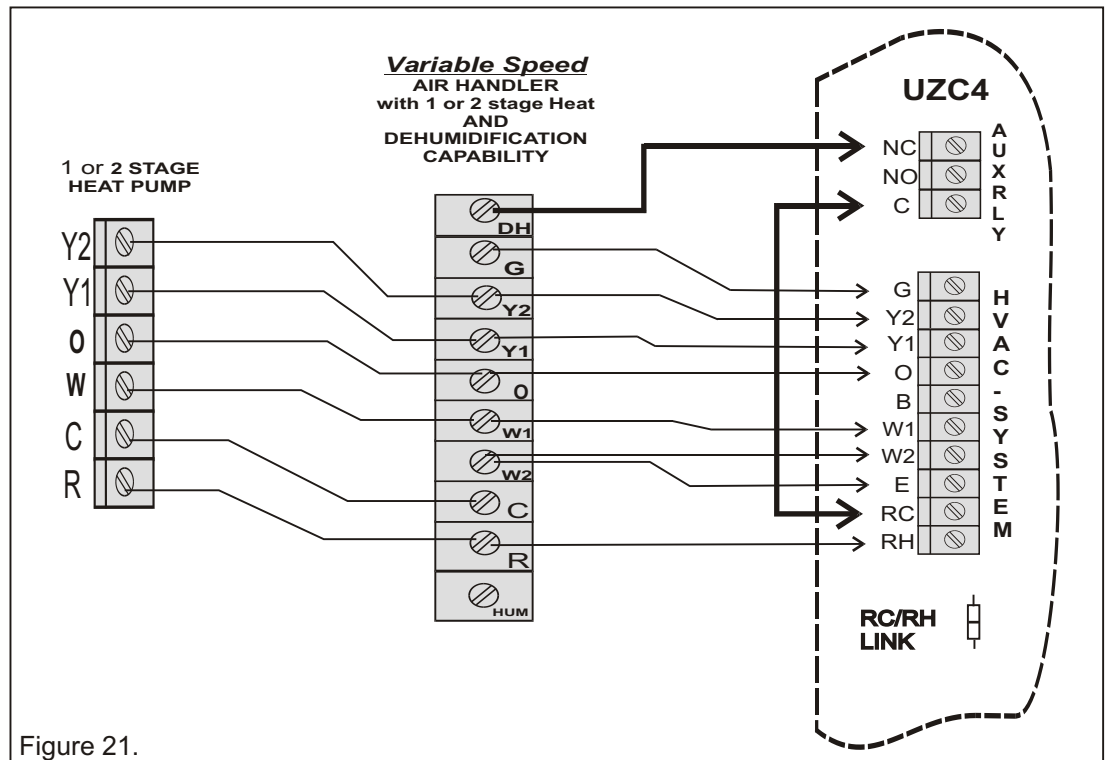 Variable Speed
AIR HANDLER
with 1 or 2 stage Heat
AND
DEHUMIDIFICATION
CAPABILITY
1 or 2 STAGE
HEAT PUMP
Y2
Y1
O
W
C
R
DH
G
Y2
Y1
O
W1
W2
C
R
HUM
UZC4
NC
NO
C
AUXRLY
G
Y2
Y1
O
B
W1
W2
E
RC
RH
HVAC-SYSTEM
RC/RH
LINK
Figure 21.